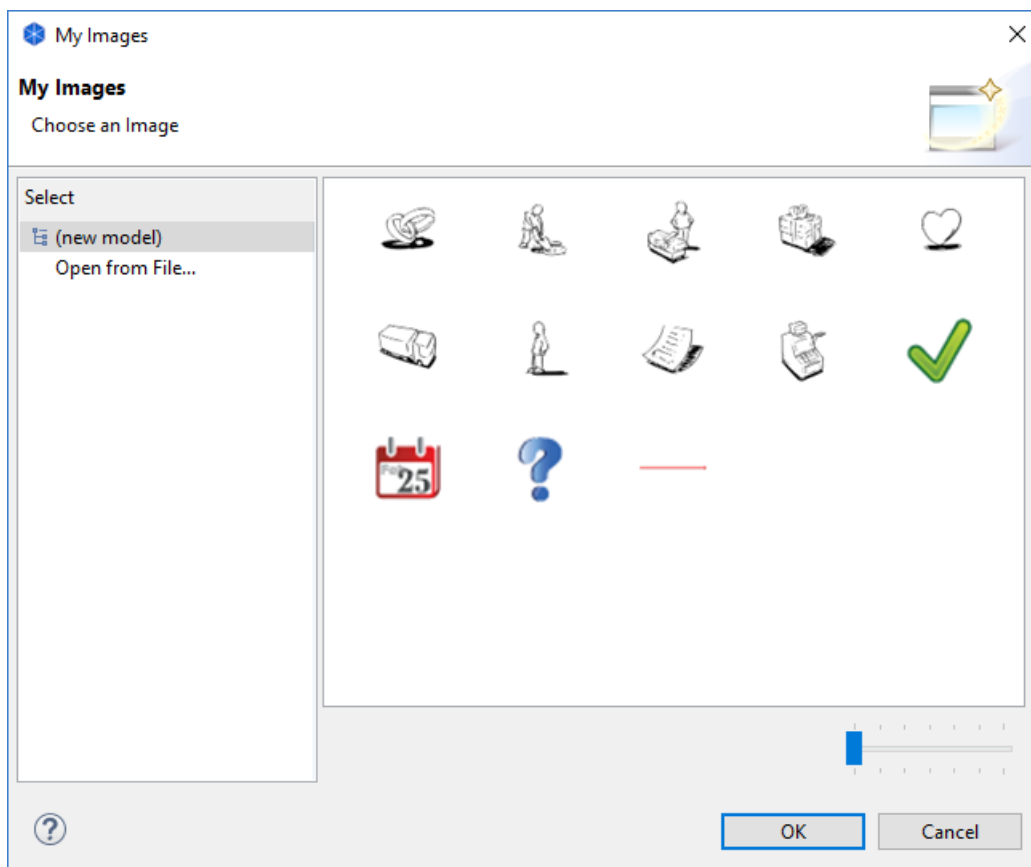 My Images
My Images
Choose an Image
Select
(new model)
Open from File...
Feb
25
OK
Cancel